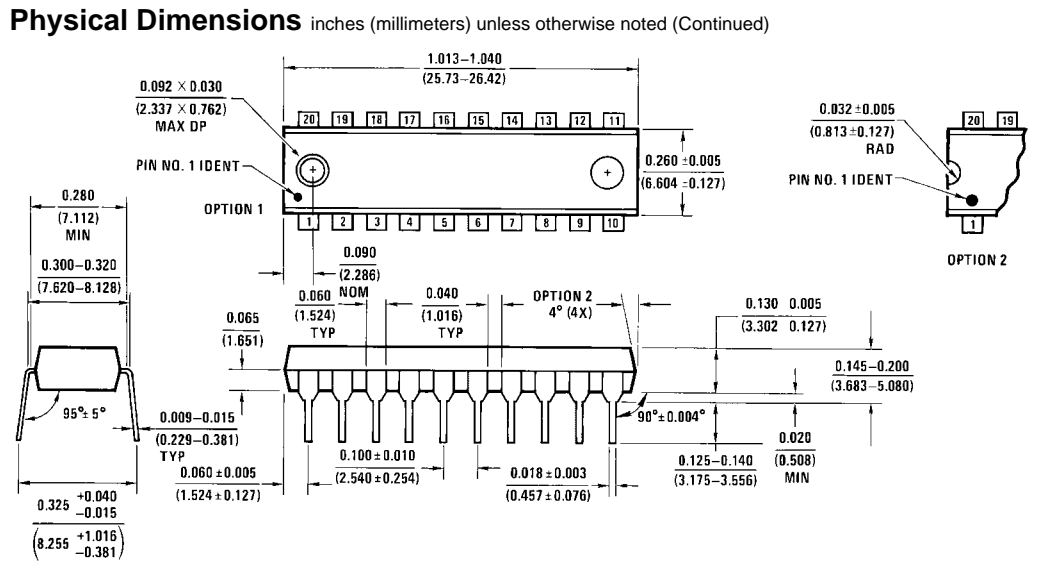 Physical Dimensions inches (millimeters) unless otherwise noted (Continued)
1.013–1.040
(25.73–26.42)
0.092 × 0.030
(2.337 × 0.762)
MAX DP
PIN NO. 1 IDENT
OPTION 1
20 19 18 17 16 15 14 13 12 11
1 2 3 4 5 6 7 8 9 10
0.260 ±0.005
(6.604 ±0.127)
0.032 ±0.005
(0.813±0.127)
RAD
PIN NO. 1 IDENT
20 19
1
OPTION 2
0.280
(7.112)
MIN
0.300–0.320
(7.620–8.128)
0.090
(2.286)
NOM
0.060
(1.524)
TYP
0.040
(1.016)
TYP
OPTION 2
4° (4X)
0.130 0.005
(3.302 0.127)
0.065
(1.651)
0.145–0.200
(3.683–5.080)
95°± 5°
0.009–0.015
(0.229–0.381)
TYP
90°±0.004°
0.020
(0.508)
MIN
0.125–0.140
(3.175–3.556)
0.100 ±0.010
(2.540 ±0.254)
0.018 ±0.003
(0.457 ±0.076)
0.060 ±0.005
(1.524 ±0.127)
0.325 +0.040
–0.015
(8.255 +1.016
–0.381)